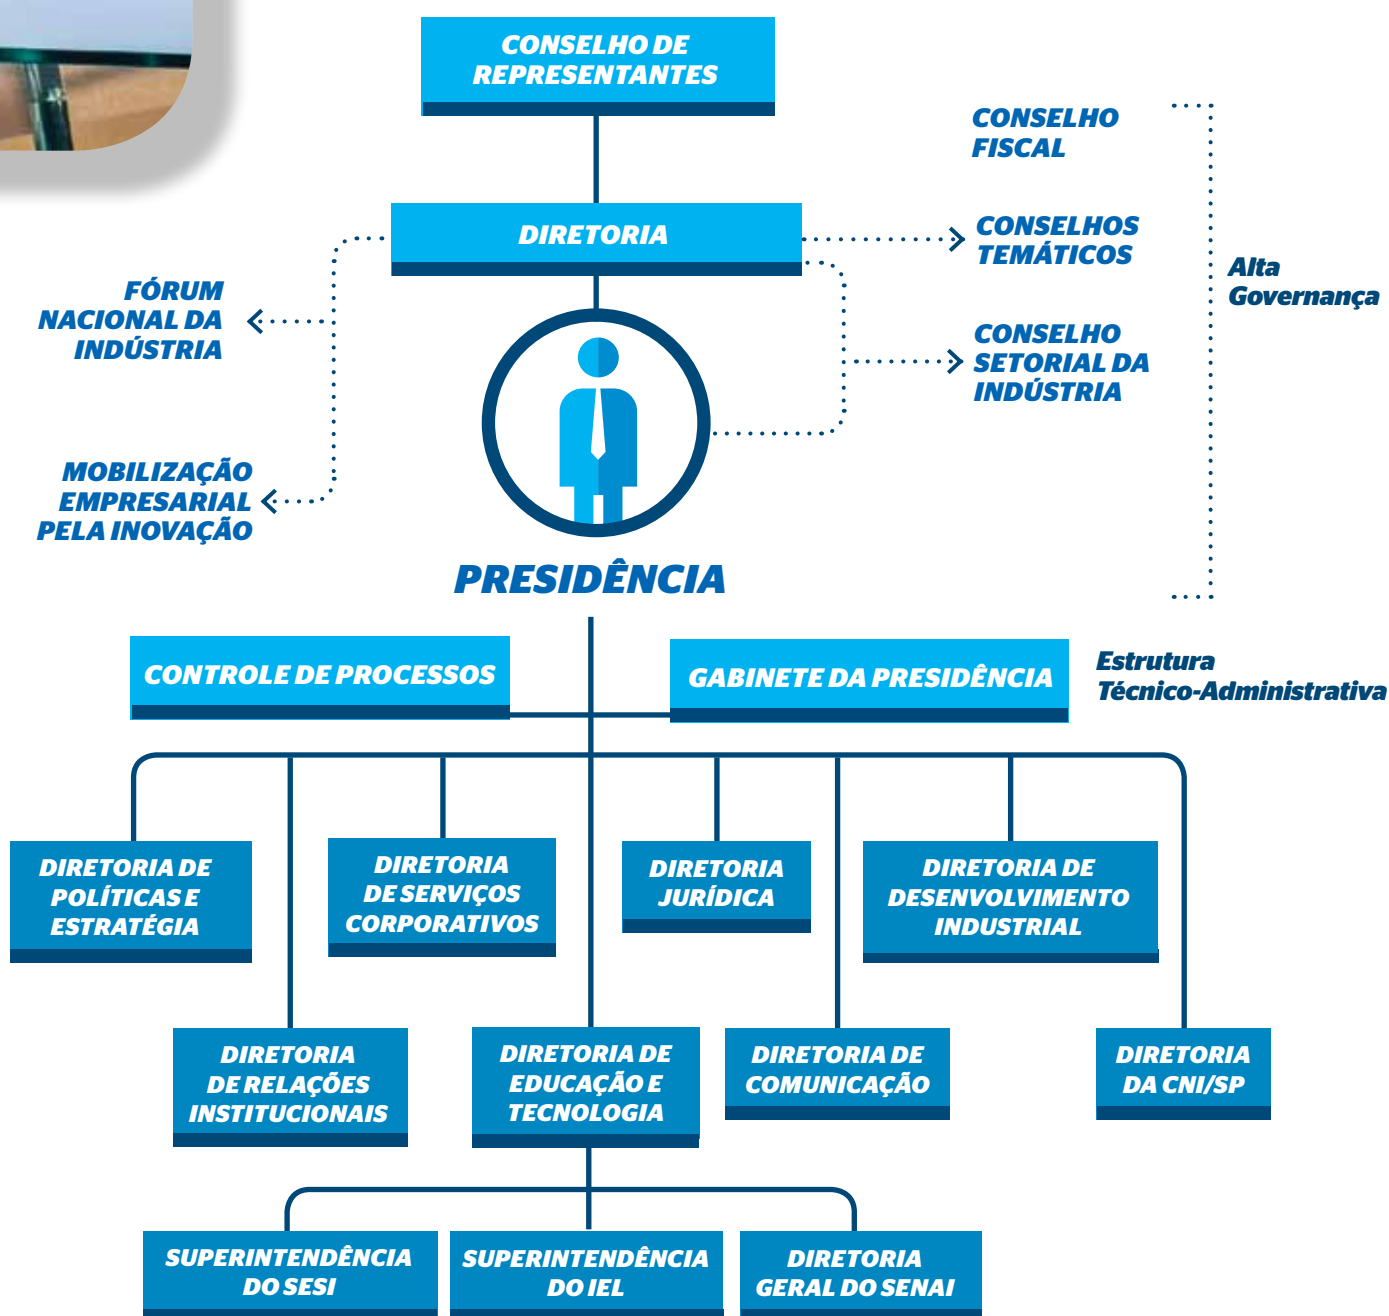 CONSELHO DE
REPRESENTANTES
CONSELHO
FISCAL
DIRETORIA
CONSELHOS
TEMÁTICOS
Alta
Governança
FÓRUM
NACIONAL DA
INDÚSTRIA
CONSELHO
SETORIAL DA
INDÚSTRIA
MOBILIZAÇÃO
EMPRESARIAL
PELA INOVAÇÃO
PRESIDÊNCIA
CONTROLE DE PROCESSOS
GABINETE DA PRESIDÊNCIA
Estrutura
Técnico-Administrativa
DIRETORIA DE
POLÍTICAS E
ESTRATÉGIA
DIRETORIA
DE SERVIÇOS
CORPORATIVOS
DIRETORIA
JURÍDICA
DIRETORIA DE
DESENVOLVIMENTO
INDUSTRIAL
DIRETORIA
DE RELAÇÕES
INSTITUCIONAIS
DIRETORIA DE
EDUCAÇÃO E
TECNOLOGIA
DIRETORIA DE
COMUNICAÇÃO
DIRETORIA
DA CNI/SP
SUPERINTENDÊNCIA
DO SESI
SUPERINTENDÊNCIA
DO IEL
DIRETORIA
GERAL DO SENAI